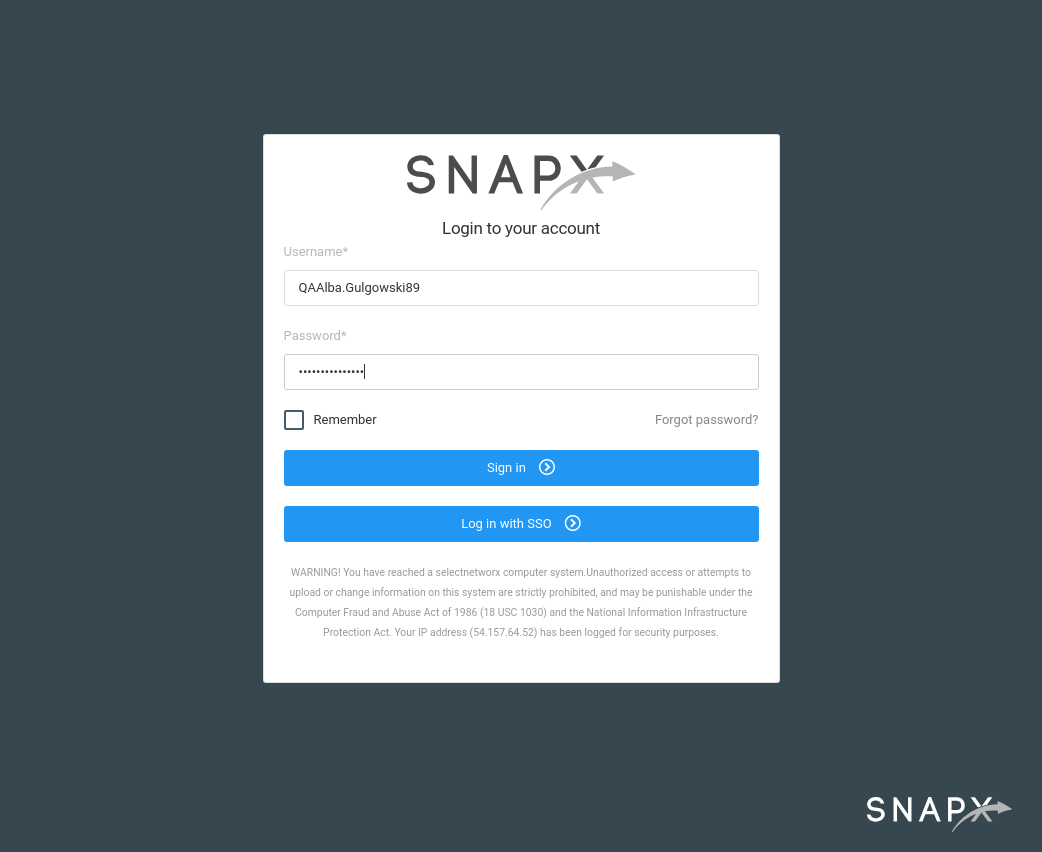 SNAPX
Login to your account
Username*
QAAlba.Gulgowski89
Password*
•••••••••••••••
Remember
Forgot password?
Sign in
Log in with SSO
WARNING! You have reached a selectnetworx computer system.Unauthorized access or attempts to
upload or change information on this system are strictly prohibited, and may be punishable under the
Computer Fraud and Abuse Act of 1986 (18 USC 1030) and the National Information Infrastructure
Protection Act. Your IP address (54.157.64.52) has been logged for security purposes.
SNAPX